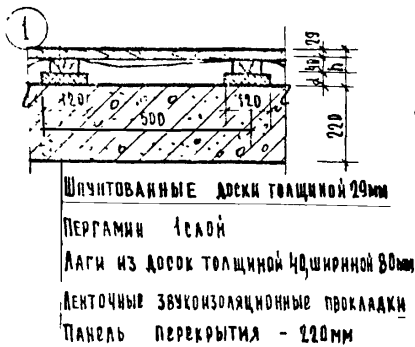 1
29
40
h
d
120
120
500
220
Шпунтованные доски толщиной 29мм
Пергамин 1слой
Лаги из досок толщиной 40,шириной 80мм
Ленточные звукоизоляционные прокладки
Панель перекрытия - 220мм